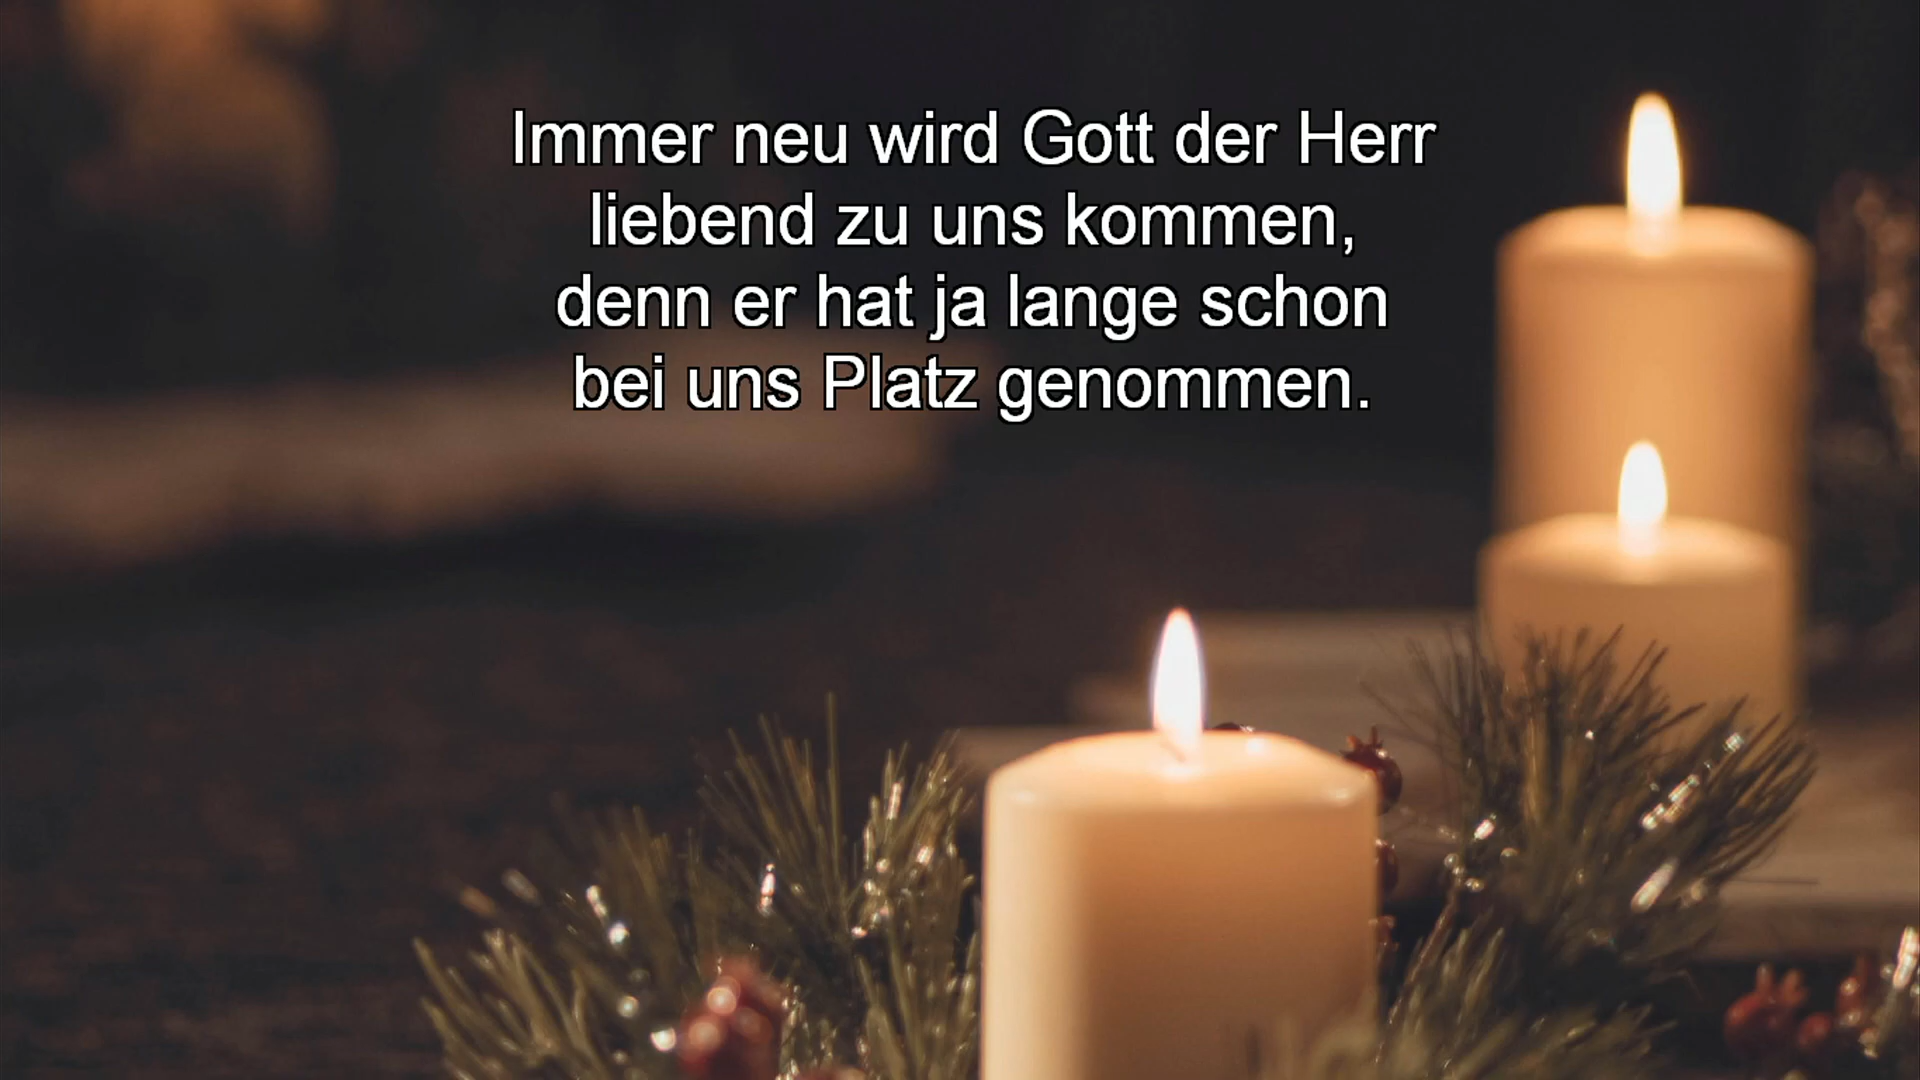 Immer neu wird Gott der Herr
liebend zu uns kommen,
denn er hat ja lange schon
bei uns Platz genommen.